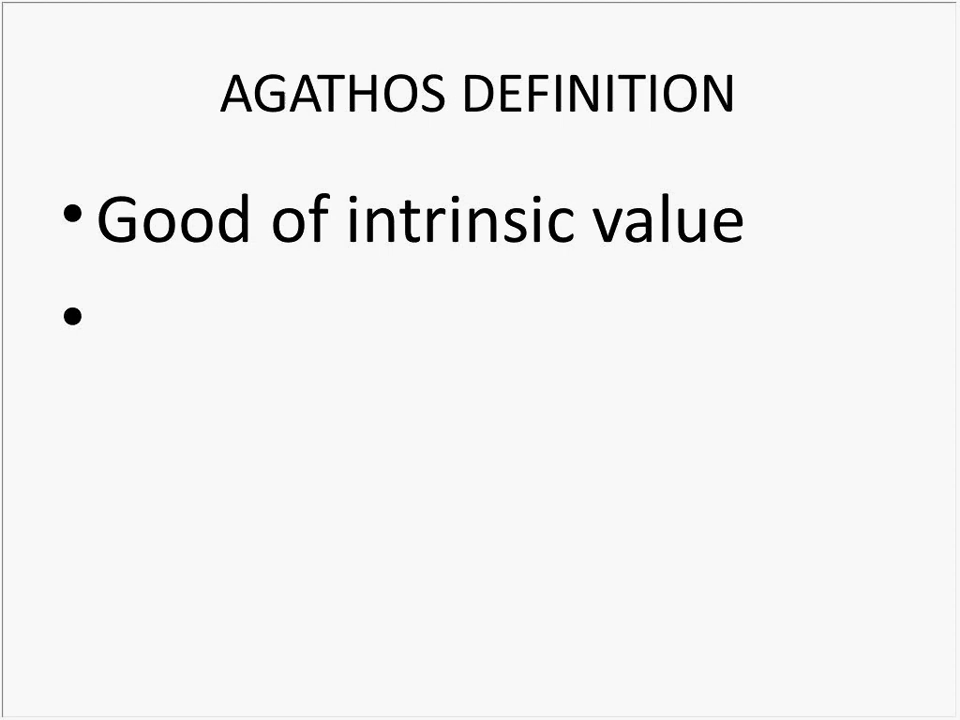 AGATHOS DEFINITION
• Good of intrinsic value
•